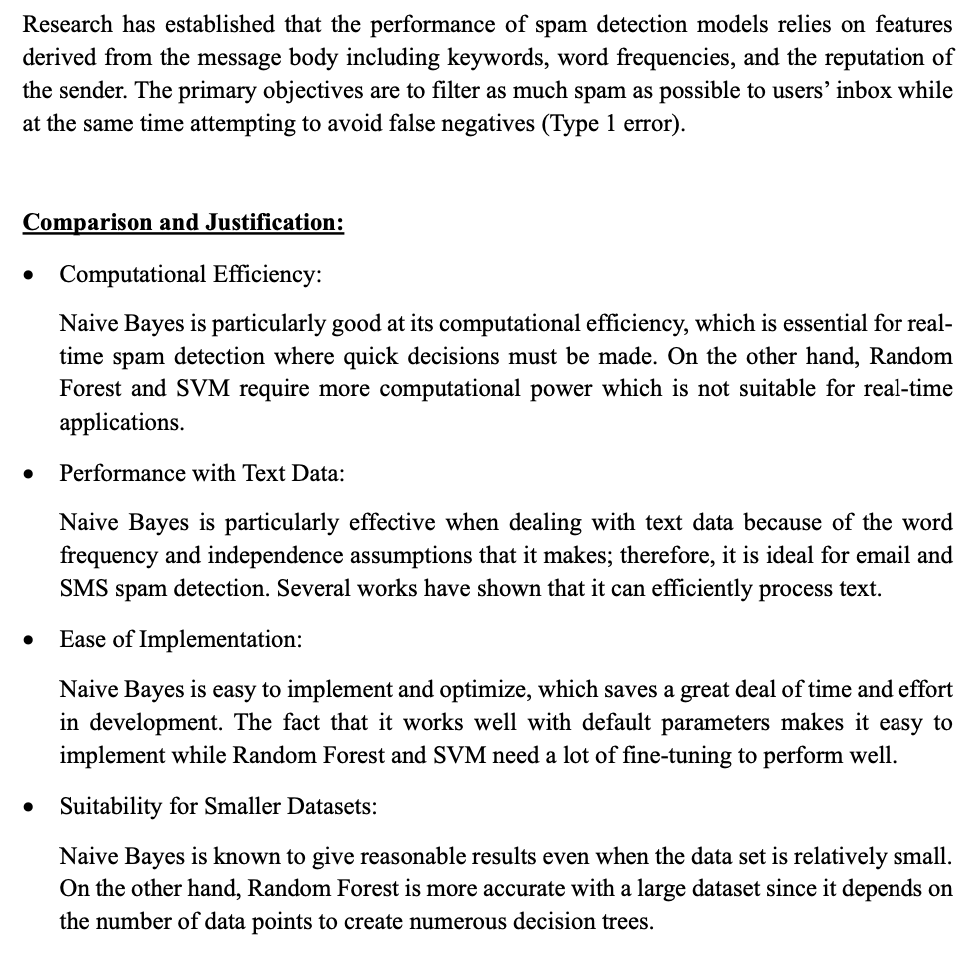 Research has established that the performance of spam detection models relies on features
derived from the message body including keywords, word frequencies, and the reputation of
the sender. The primary objectives are to filter as much spam as possible to users’ inbox while
at the same time attempting to avoid false negatives (Type 1 error).
Comparison and Justification:
• Computational Efficiency:
Naive Bayes is particularly good at its computational efficiency, which is essential for real-
time spam detection where quick decisions must be made. On the other hand, Random
Forest and SVM require more computational power which is not suitable for real-time
applications.
• Performance with Text Data:
Naive Bayes is particularly effective when dealing with text data because of the word
frequency and independence assumptions that it makes; therefore, it is ideal for email and
SMS spam detection. Several works have shown that it can efficiently process text.
• Ease of Implementation:
Naive Bayes is easy to implement and optimize, which saves a great deal of time and effort
in development. The fact that it works well with default parameters makes it easy to
implement while Random Forest and SVM need a lot of fine-tuning to perform well.
• Suitability for Smaller Datasets:
Naive Bayes is known to give reasonable results even when the data set is relatively small.
On the other hand, Random Forest is more accurate with a large dataset since it depends on
the number of data points to create numerous decision trees.